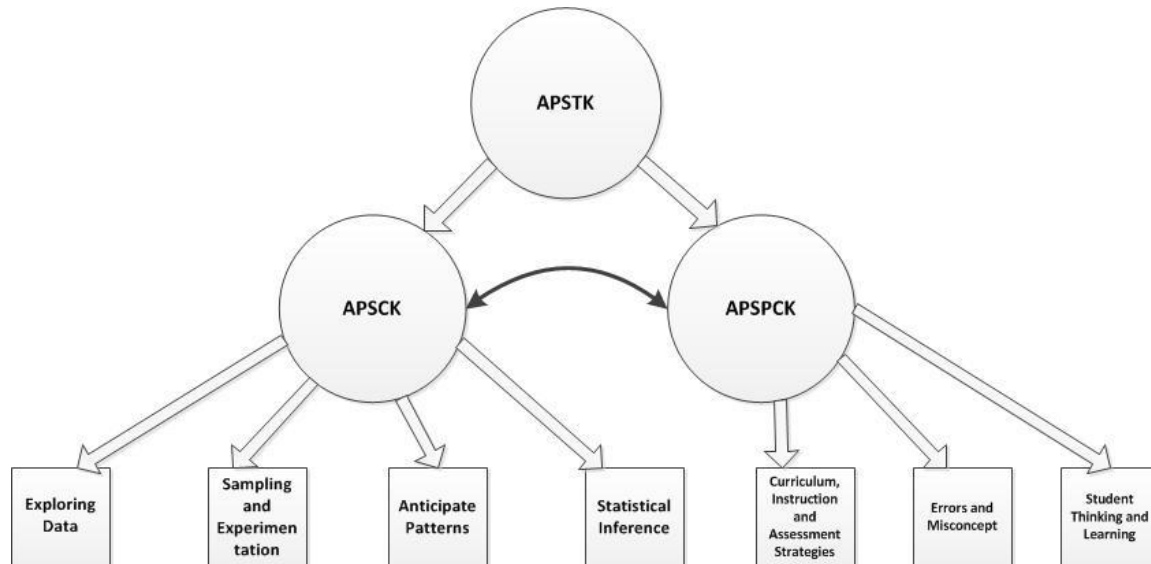 APSTK
APSCK
APSPCK
Exploring
Data
Sampling
and
Experimen
tation
Anticipate
Patterns
Statistical
Inference
Curriculum,
Instruction
and
Assessment
Strategies
Errors and
Misconcept
Student
Thinking and
Learning